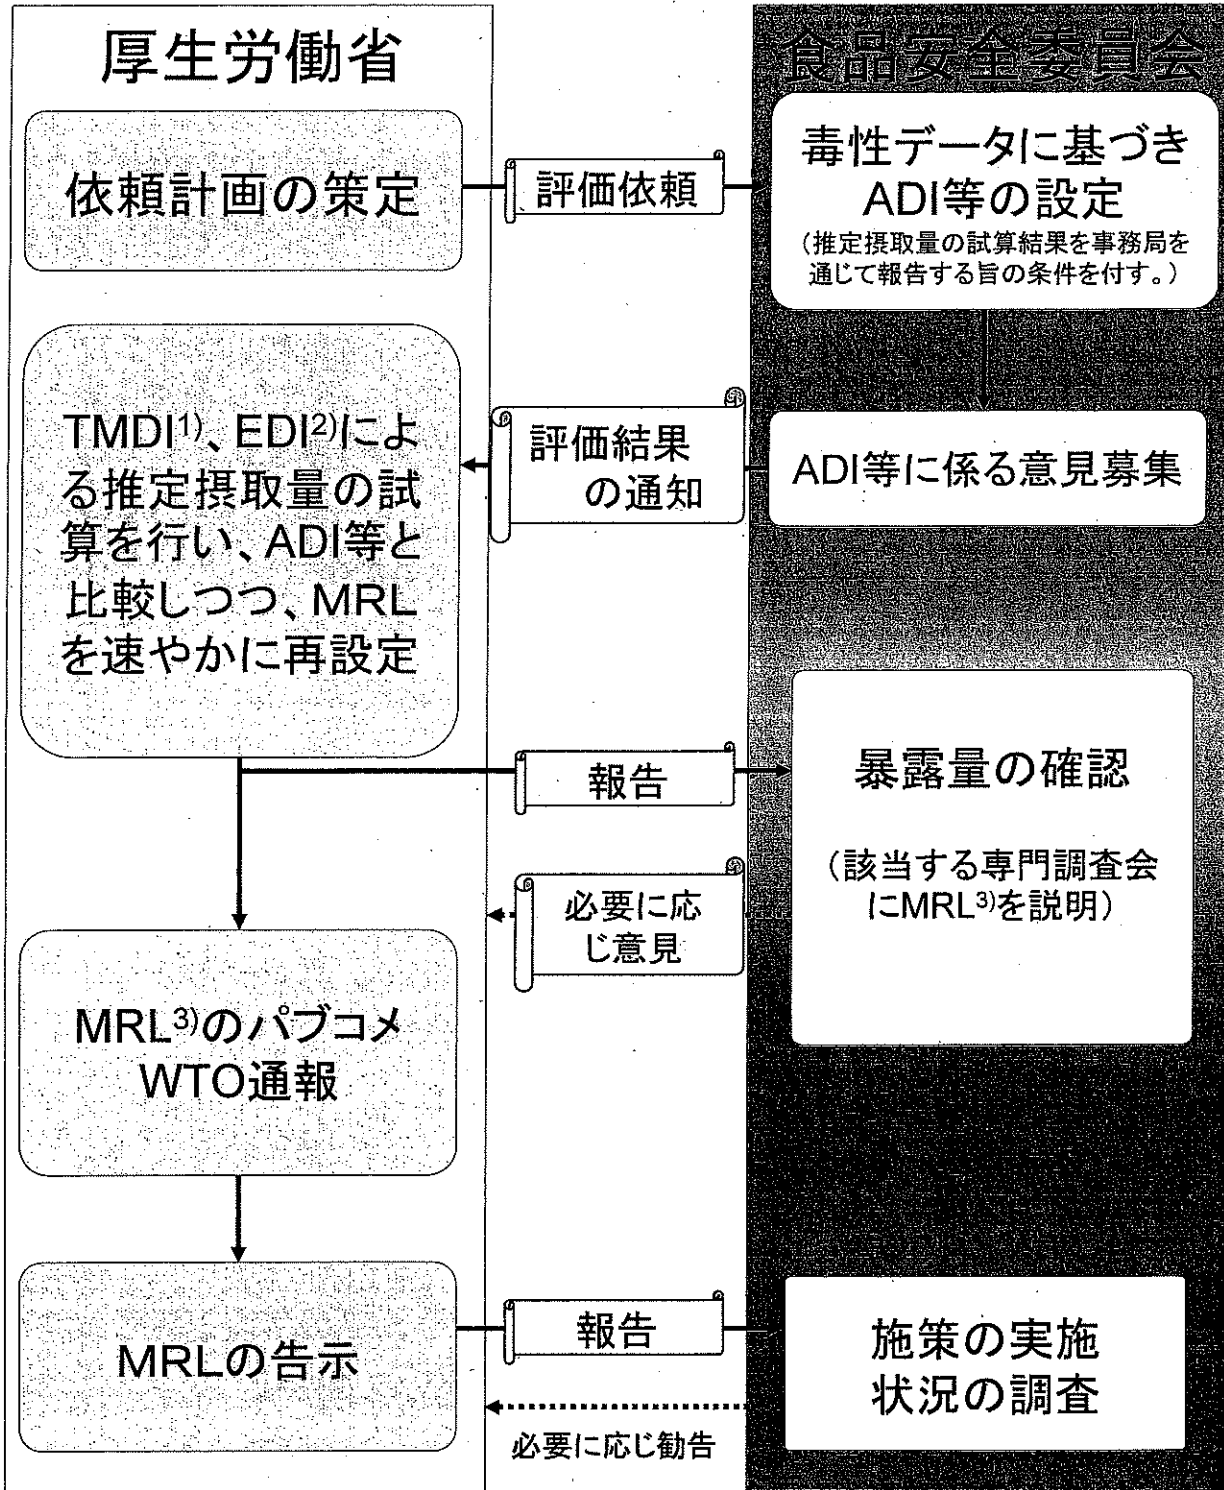 厚生労働省
食品安全委員会
依頼計画の策定
評価依頼
毒性データに基づき
ADI等の設定
（推定摂取量の試算結果を事務局を
通じて報告する旨の条件を付す。）
TMDI1)、EDI2)によ
る推定摂取量の試
算を行い、ADI等と
比較しつつ、MRL
を速やかに再設定
評価結果
の通知
ADI等に係る意見募集
報告
暴露量の確認
（該当する専門調査会
にMRL3)を説明）
必要に応
じ意見
MRL3)のパブコメ
WTO通報
MRLの告示
報告
施策の実施
状況の調査
必要に応じ勧告